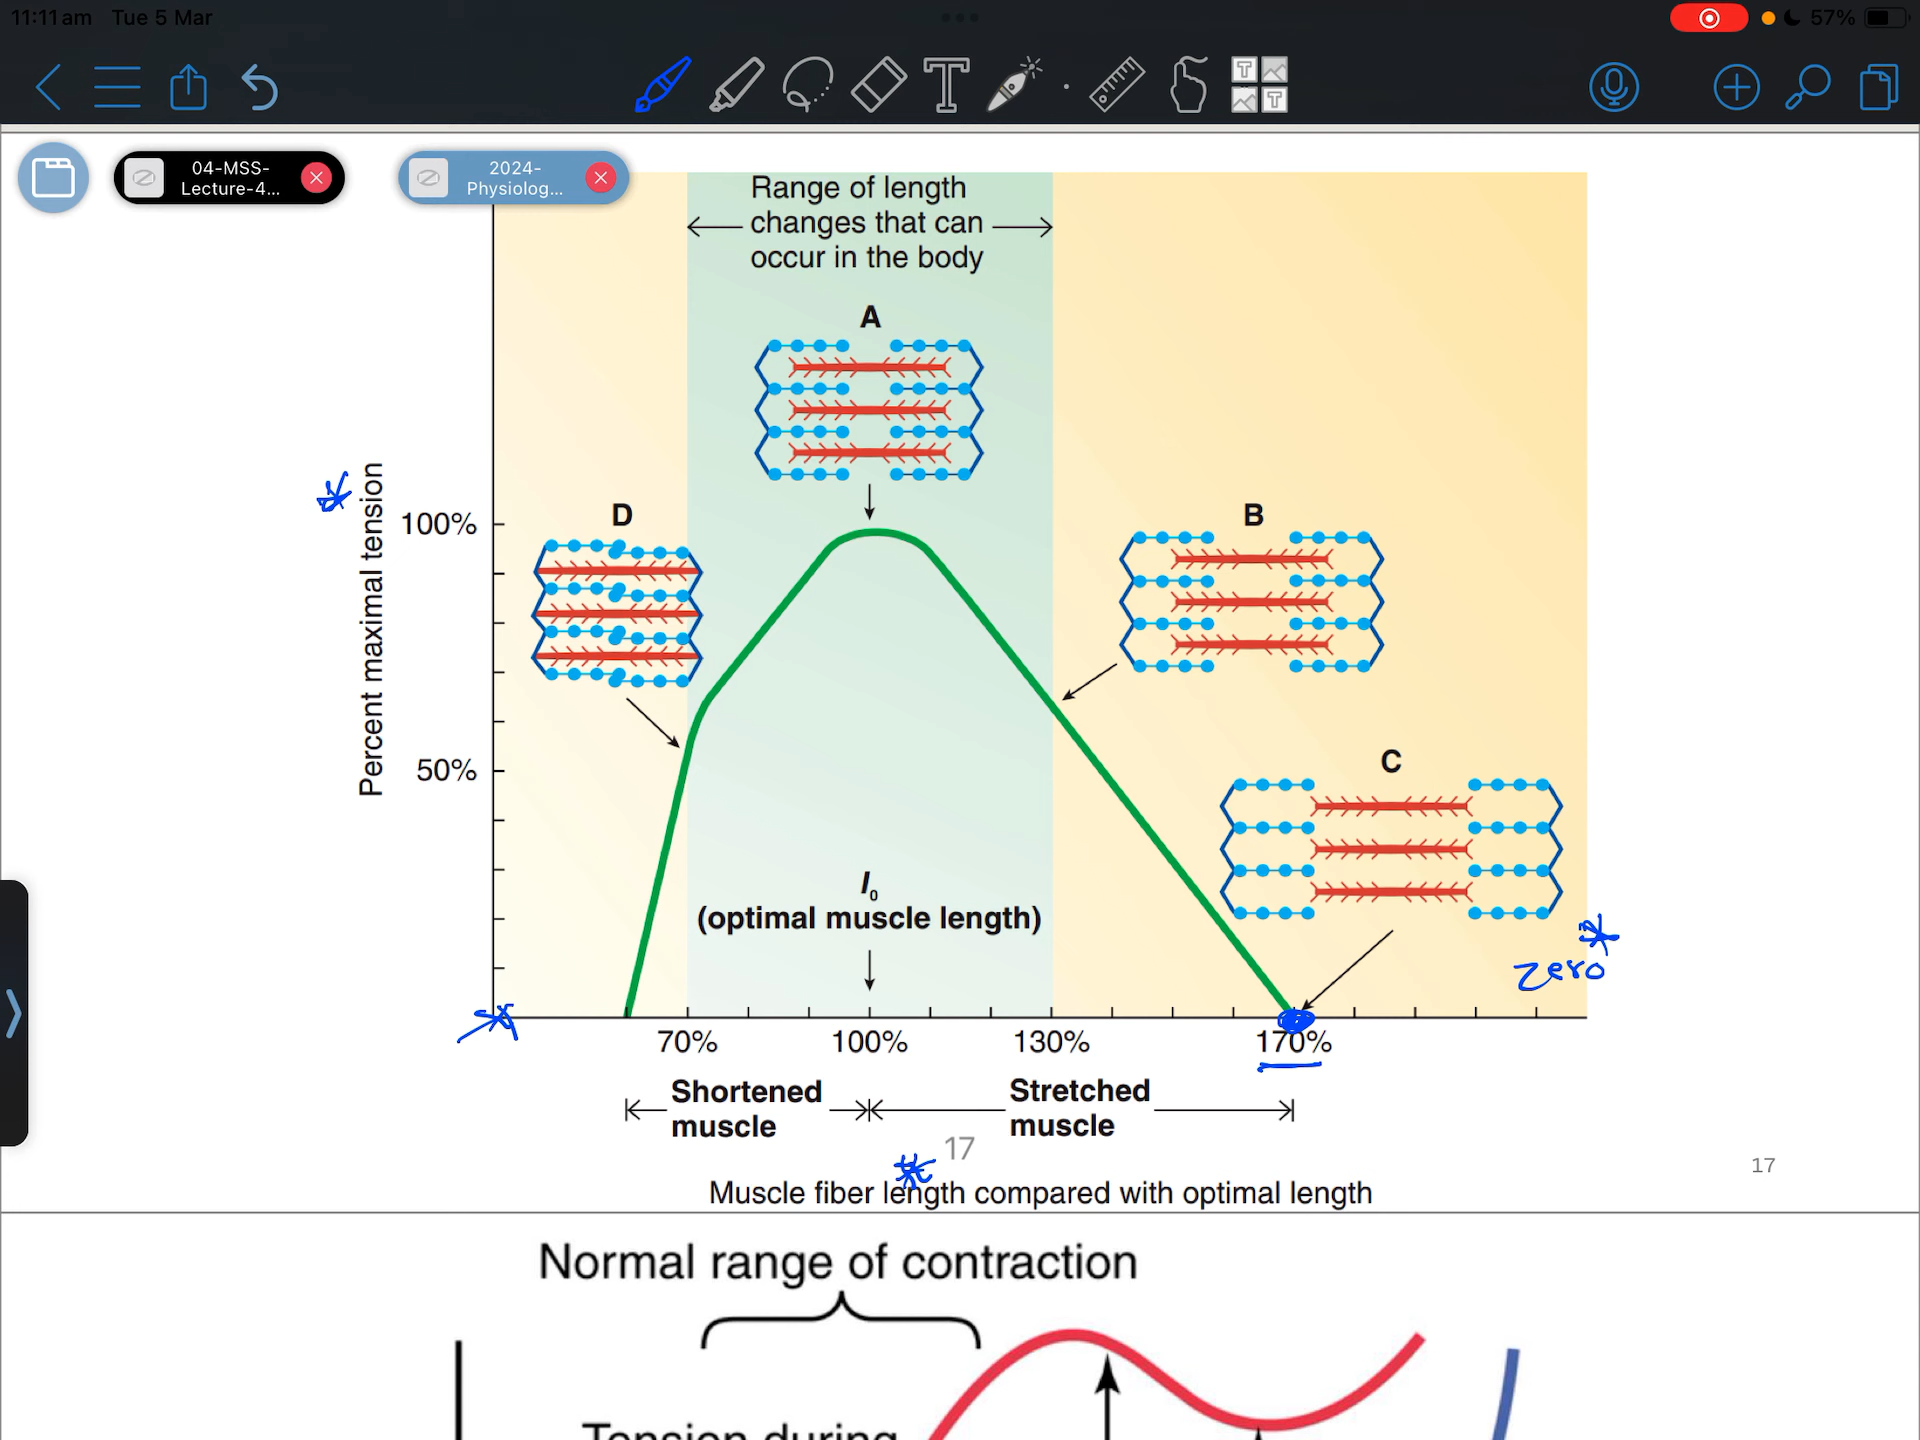 11:11am Tue 5 Mar
57%
04-MSS-
Lecture-4...
2024-
Physiolog...
Range of length
changes that can
occur in the body
A
D
B
100%
Percent maximal tension
50%
C
l0
(optimal muscle length)
Zero
70% 100% 130% 170%
Shortened
muscle
Stretched
muscle
17
17
Muscle fiber length compared with optimal length
Normal range of contraction
Tension during